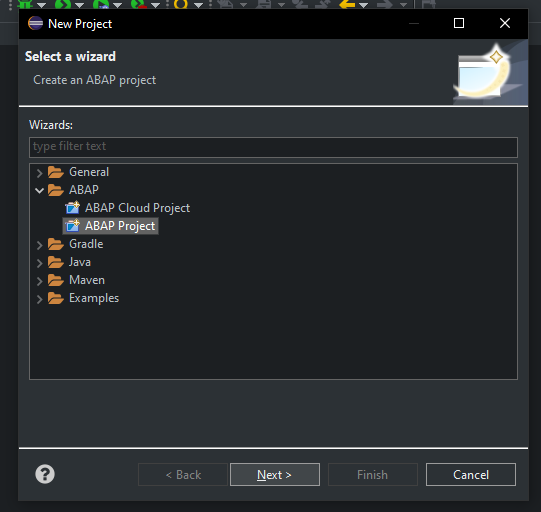 New Project
Select a wizard
Create an ABAP project
Wizards:
type filter text
General
ABAP
ABAP Cloud Project
ABAP Project
Gradle
Java
Maven
Examples
?
< Back
Next >
Finish
Cancel